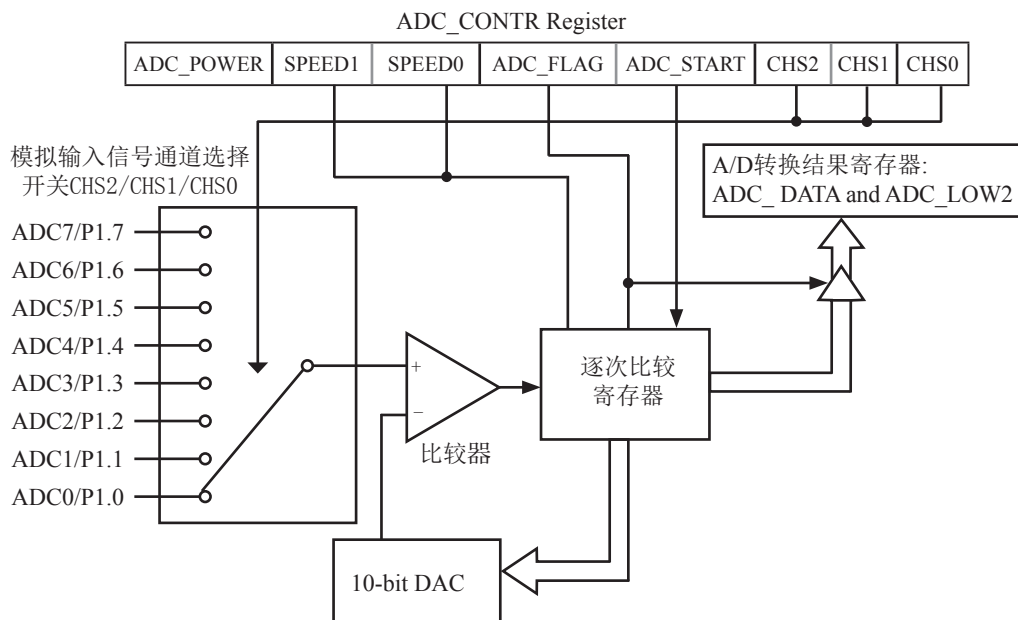 ADC_CONTR Register
ADC_POWER SPEED1 SPEED0 ADC_FLAG ADC_START CHS2 CHS1 CHS0
模拟输入信号通道选择
开关CHS2/CHS1/CHS0
A/D转换结果寄存器:
ADC_ DATA and ADC_LOW2
ADC7/P1.7
ADC6/P1.6
ADC5/P1.5
ADC4/P1.4
ADC3/P1.3
ADC2/P1.2
ADC1/P1.1
ADC0/P1.0
+
−
比较器
逐次比较
寄存器
10-bit DAC